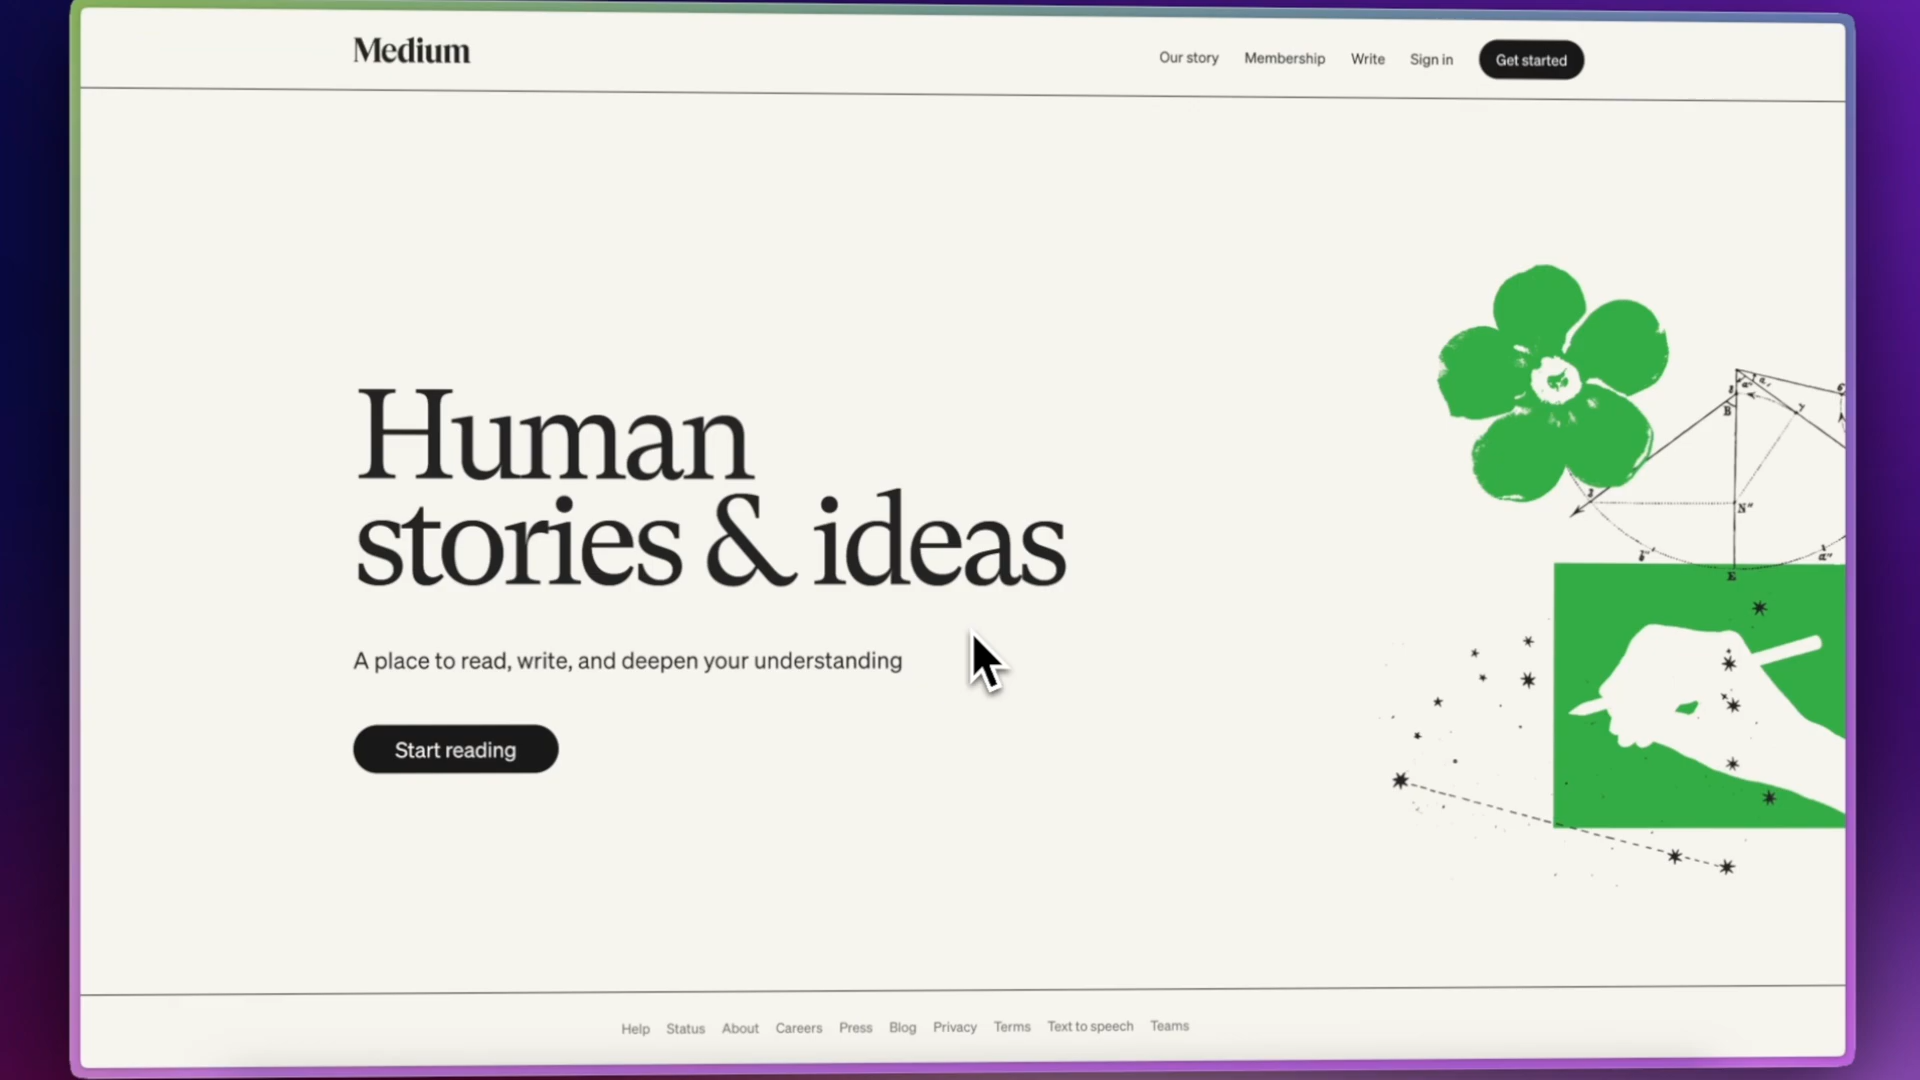 Medium
Our story Membership Write Sign in Get started
Human
stories & ideas
A place to read, write, and deepen your understanding
Start reading
B
N"
E
Help Status About Careers Press Blog Privacy Terms Text to speech Teams